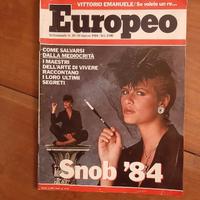 VITTORIO EMANUELE/ Se volete un re...
Europeo
COME SALVARSI
DALLA MEDIOCRITÀ
I MAESTRI
DELL'ARTE DI VIVERE
RACCONTANO
I LORO ULTIMI
SEGRETI
Snob '84